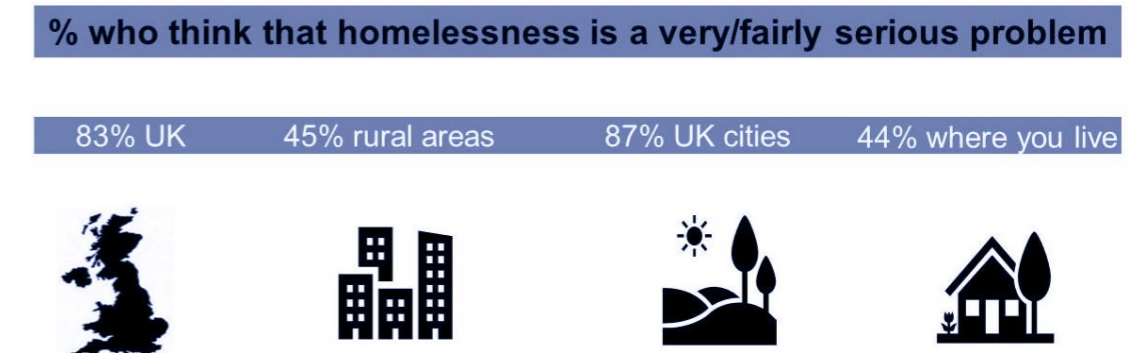 % who think that homelessness is a very/fairly serious problem
83% UK 45% rural areas 87% UK cities 44% where you live